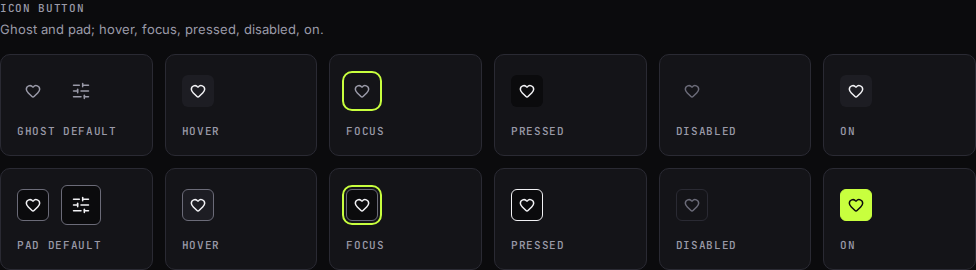 ICON BUTTON
Ghost and pad; hover, focus, pressed, disabled, on.
GHOST DEFAULT
HOVER
FOCUS
PRESSED
DISABLED
ON
PAD DEFAULT
HOVER
FOCUS
PRESSED
DISABLED
ON